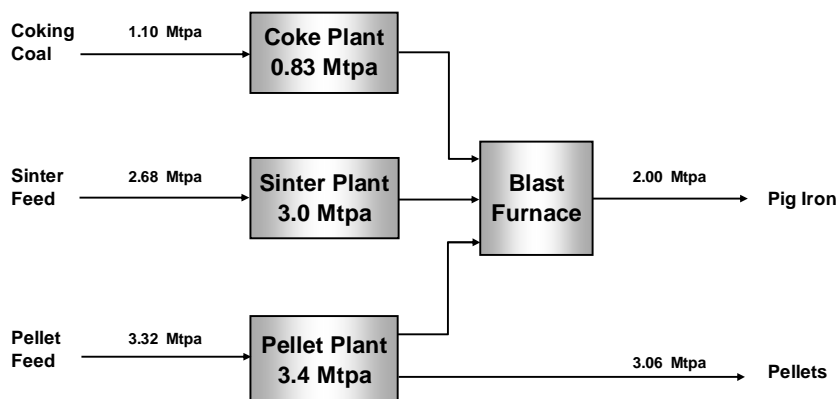 Coking
Coal
1.10 Mtpa
Coke Plant
0.83 Mtpa
Sinter
Feed
2.68 Mtpa
Sinter Plant
3.0 Mtpa
Blast
Furnace
2.00 Mtpa
Pig Iron
Pellet
Feed
3.32 Mtpa
Pellet Plant
3.4 Mtpa
3.06 Mtpa
Pellets